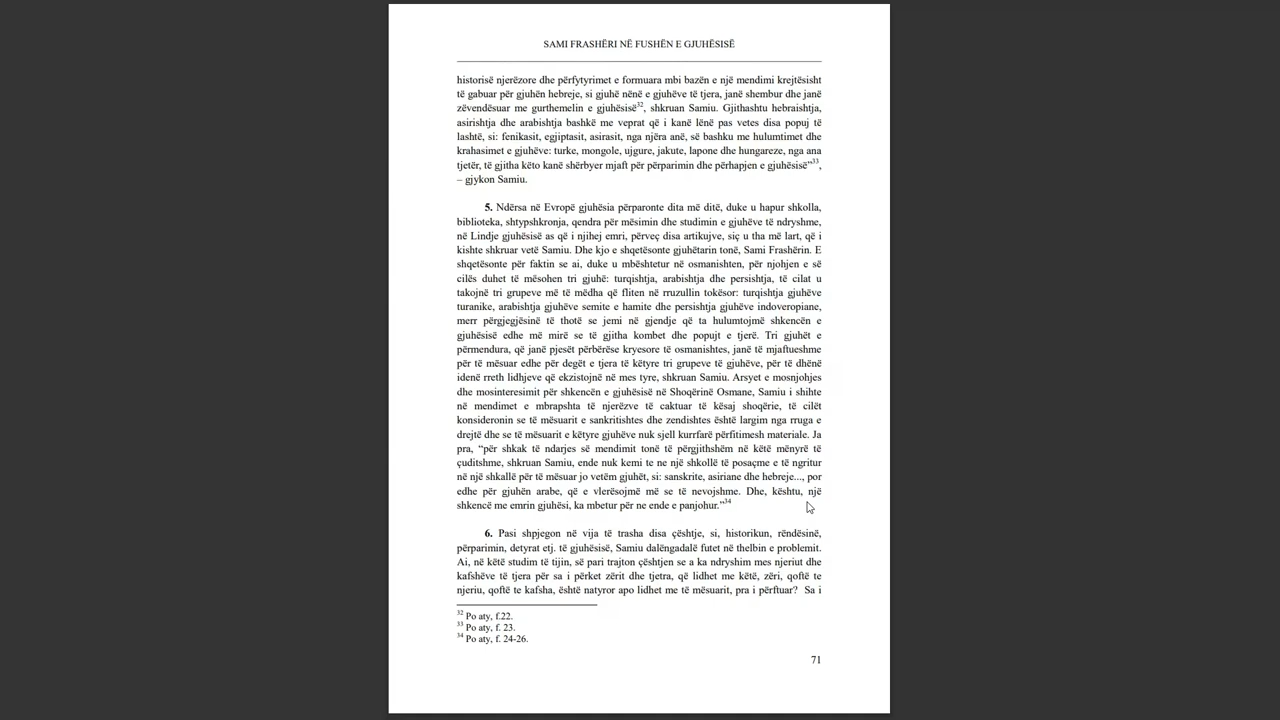 SAMI FRASHËRI NË FUSHËN E GJUHËSISË
historisë njerëzore dhe përfytyrimet e formuara mbi bazën e një mendimi krejtësisht
të gabuar për gjuhën hebreje, si gjuhë nënë e gjuhëve të tjera, janë shembur dhe janë
zëvendësuar me gurthemelin e gjuhësisë32, shkruan Samiu. Gjithashtu hebraishtja,
asirishtja dhe arabishtja bashkë me veprat që i kanë lënë pas vetes disa popuj të
lashtë, si: fenikasit, egjiptasit, asirasit, nga njëra anë, së bashku me hulumtimet dhe
krahasimet e gjuhëve: turke, mongole, ujgure, jakute, lapone dhe hungareze, nga ana
tjetër, të gjitha këto kanë shërbyer mjaft për përparimin dhe përhapjen e gjuhësisë”33,
– gjykon Samiu.
5. Ndërsa në Evropë gjuhësia përparonte dita më ditë, duke u hapur shkolla,
biblioteka, shtypshkronja, qendra për mësimin dhe studimin e gjuhëve të ndryshme,
në Lindje gjuhësisë as që i njihej emri, përveç disa artikujve, siç u tha më lart, që i
kishte shkruar vetë Samiu. Dhe kjo e shqetësonte gjuhëtarin tonë, Sami Frashërin. E
shqetësonte për faktin se ai, duke u mbështetur në osmanishten, për njohjen e së
cilës duhet të mësohen tri gjuhë: turqishtja, arabishtja dhe persishtja, të cilat u
takojnë tri grupeve më të mëdha që fliten në rruzullin tokësor: turqishtja gjuhëve
turanike, arabishtja gjuhëve semite e hamite dhe persishtja gjuhëve indoveropiane,
merr përgjegjësinë të thotë se jemi në gjendje që ta hulumtojmë shkencën e
gjuhësisë edhe më mirë se të gjitha kombet dhe popujt e tjerë. Tri gjuhët e
përmendura, që janë pjesët përbërëse kryesore të osmanishtes, janë të mjaftueshme
për të mësuar edhe për degët e tjera të këtyre tri grupeve të gjuhëve, për të dhënë
idenë rreth lidhjeve që ekzistojnë në mes tyre, shkruan Samiu. Arsyet e mosnjohjes
dhe mosinteresimit për shkencën e gjuhësisë në Shoqërinë Osmane, Samiu i shihte
në mendimet e mbrapshta të njerëzve të caktuar të kësaj shoqërie, të cilët
konsideronin se të mësuarit e sankritishtes dhe zendishtes është largim nga rruga e
drejtë dhe se të mësuarit e këtyre gjuhëve nuk sjell kurrfarë përfitimesh materiale. Ja
pra, “për shkak të ndarjes së mendimit tonë të përgjithshëm në këtë mënyrë të
çuditshme, shkruan Samiu, ende nuk kemi te ne një shkollë të posaçme e të ngritur
në një shkallë për të mësuar jo vetëm gjuhët, si: sanskrite, asiriane dhe hebreje..., por
edhe për gjuhën arabe, që e vlerësojmë më se të nevojshme. Dhe, kështu, një
shkencë me emrin gjuhësi, ka mbetur për ne ende e panjohur.“34
6. Pasi shpjegon në vija të trasha disa çështje, si, historikun, rëndësinë,
përparimin, detyrat etj. të gjuhësisë, Samiu dalëngadalë futet në thelbin e problemit.
Ai, në këtë studim të tijin, së pari trajton çështjen se a ka ndryshim mes njeriut dhe
kafshëve të tjera për sa i përket zërit dhe tjetra, që lidhet me këtë, zëri, qoftë te
njeriu, qoftë te kafsha, është natyror apo lidhet me të mësuarit, pra i përftuar? Sa i
32 Po aty, f.22.
33 Po aty, f. 23.
34 Po aty, f. 24-26.
71